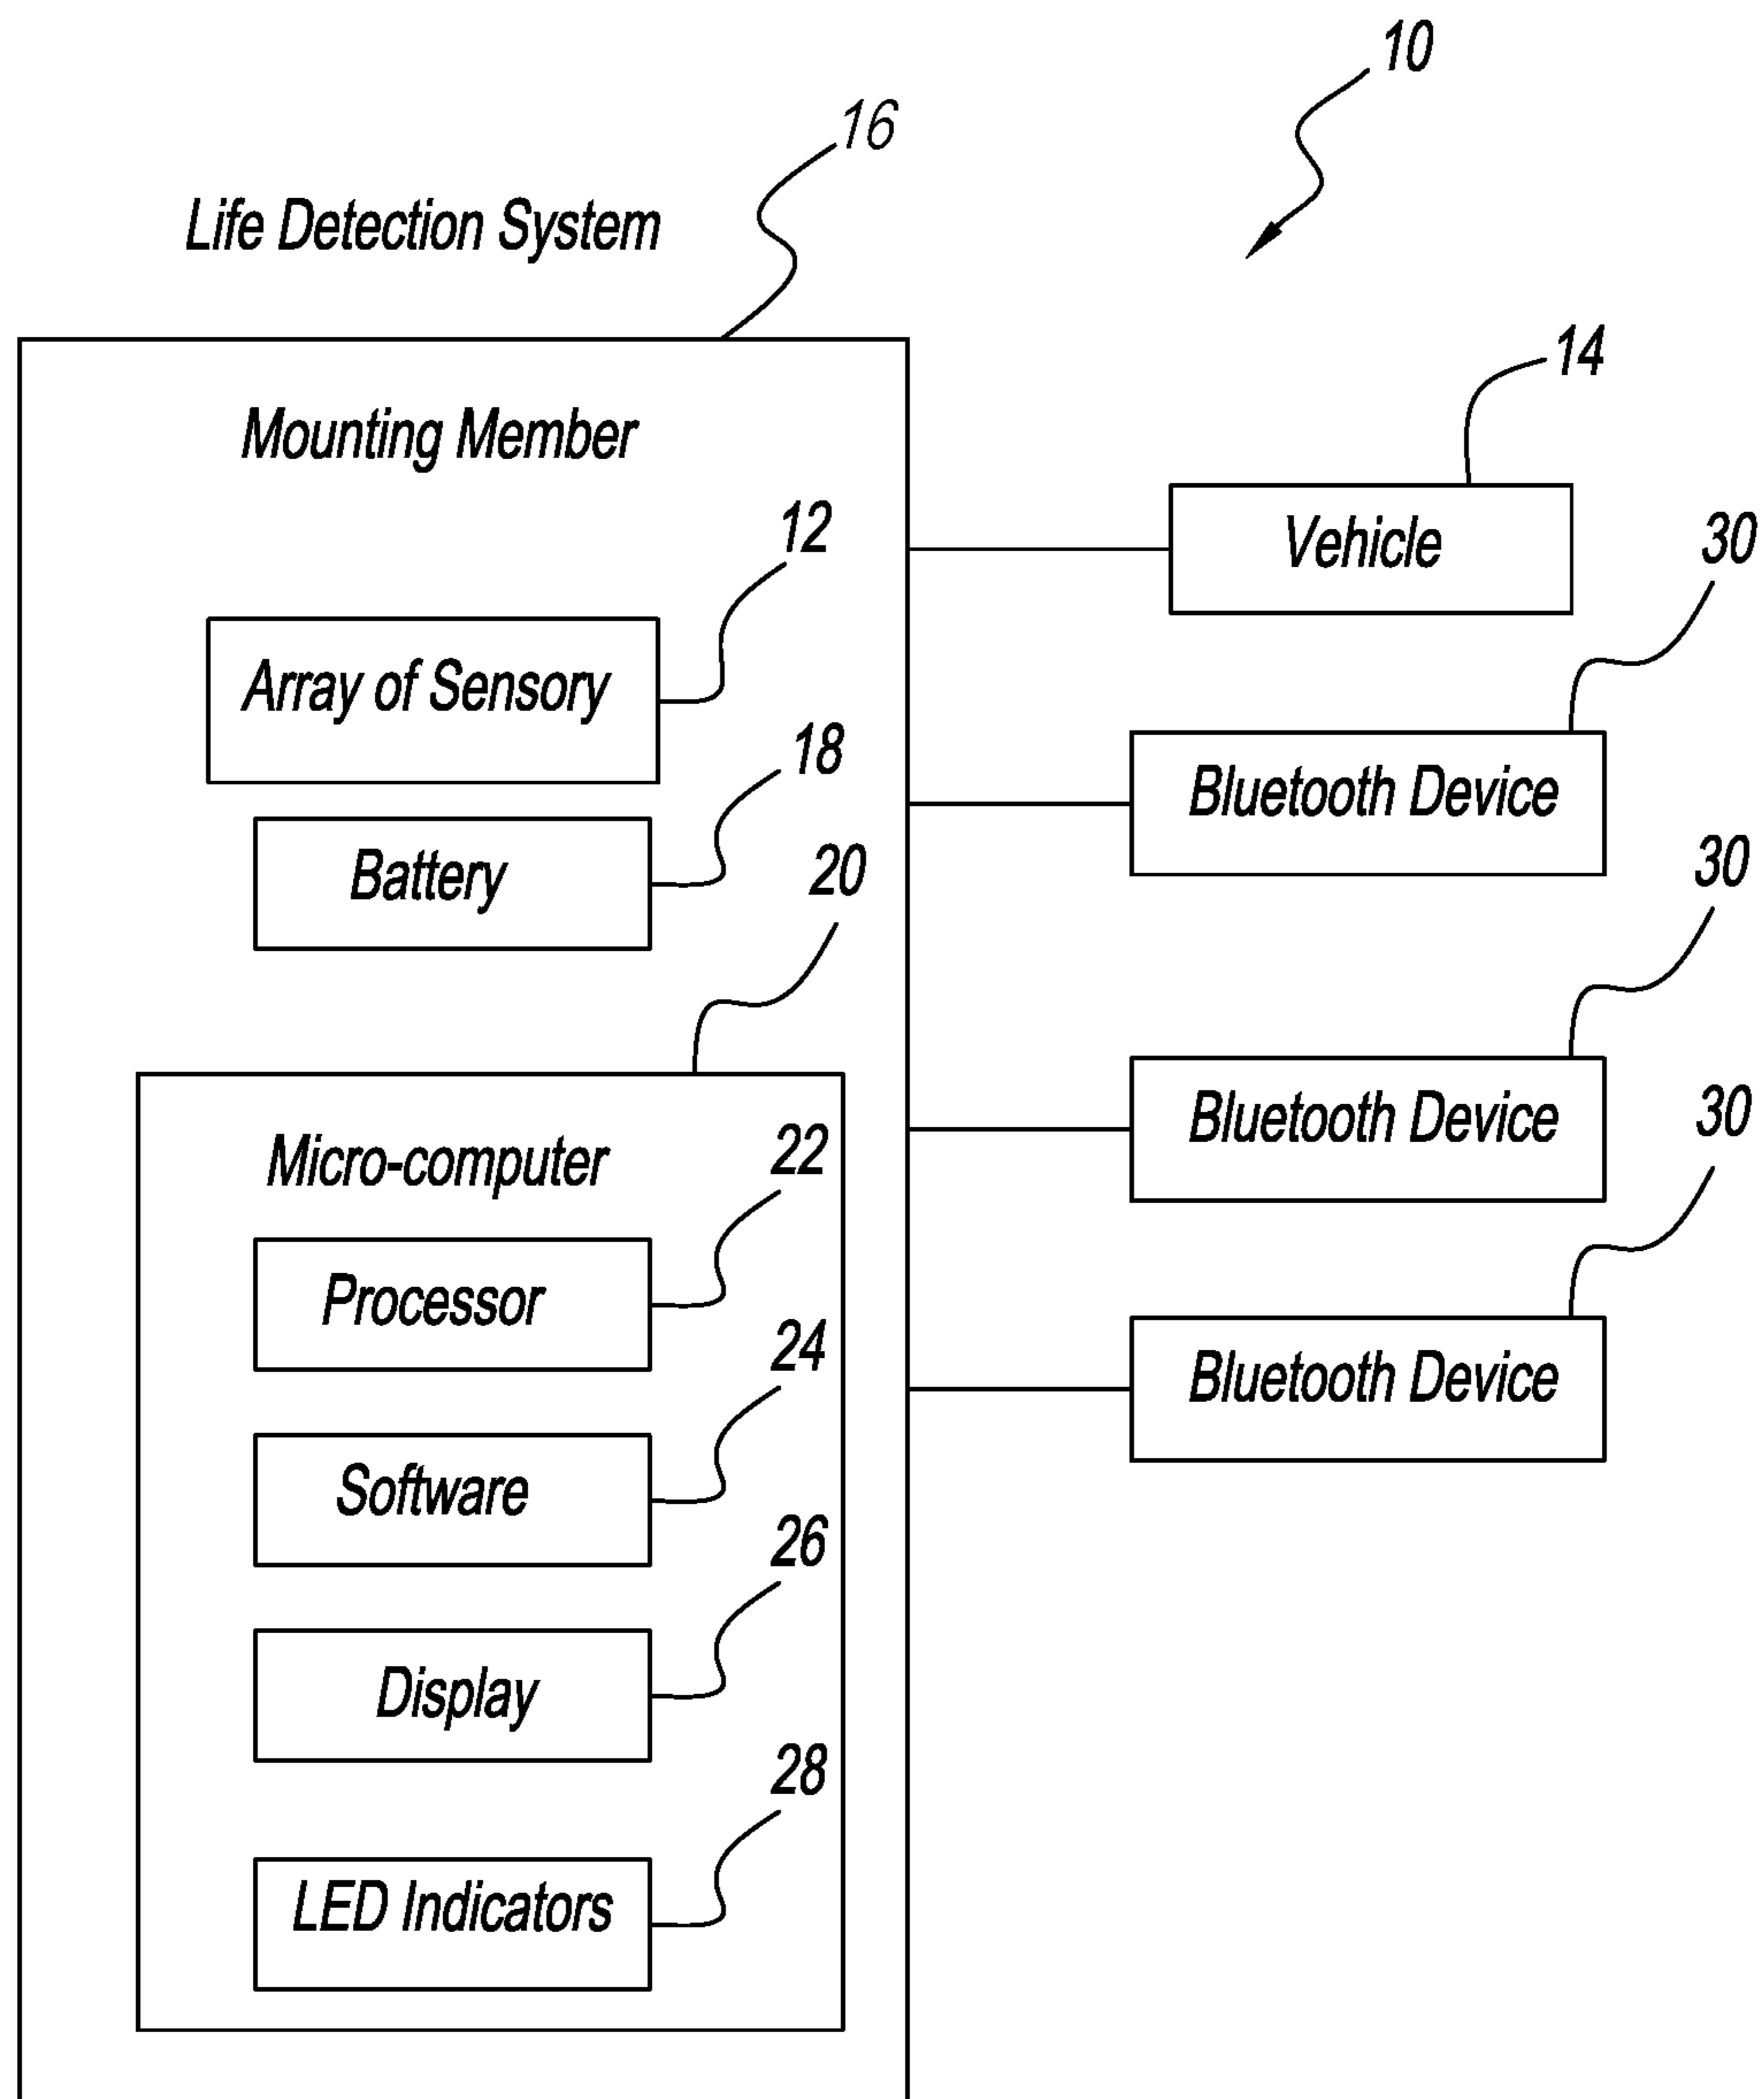 10
16
Life Detection System
14
Mounting Member
12
Vehicle
30
Array of Sensory
18
Bluetooth Device
Battery
20
30
Micro-computer
22
Bluetooth Device
30
Processor
24
Bluetooth Device
Software
26
Display
28
LED Indicators